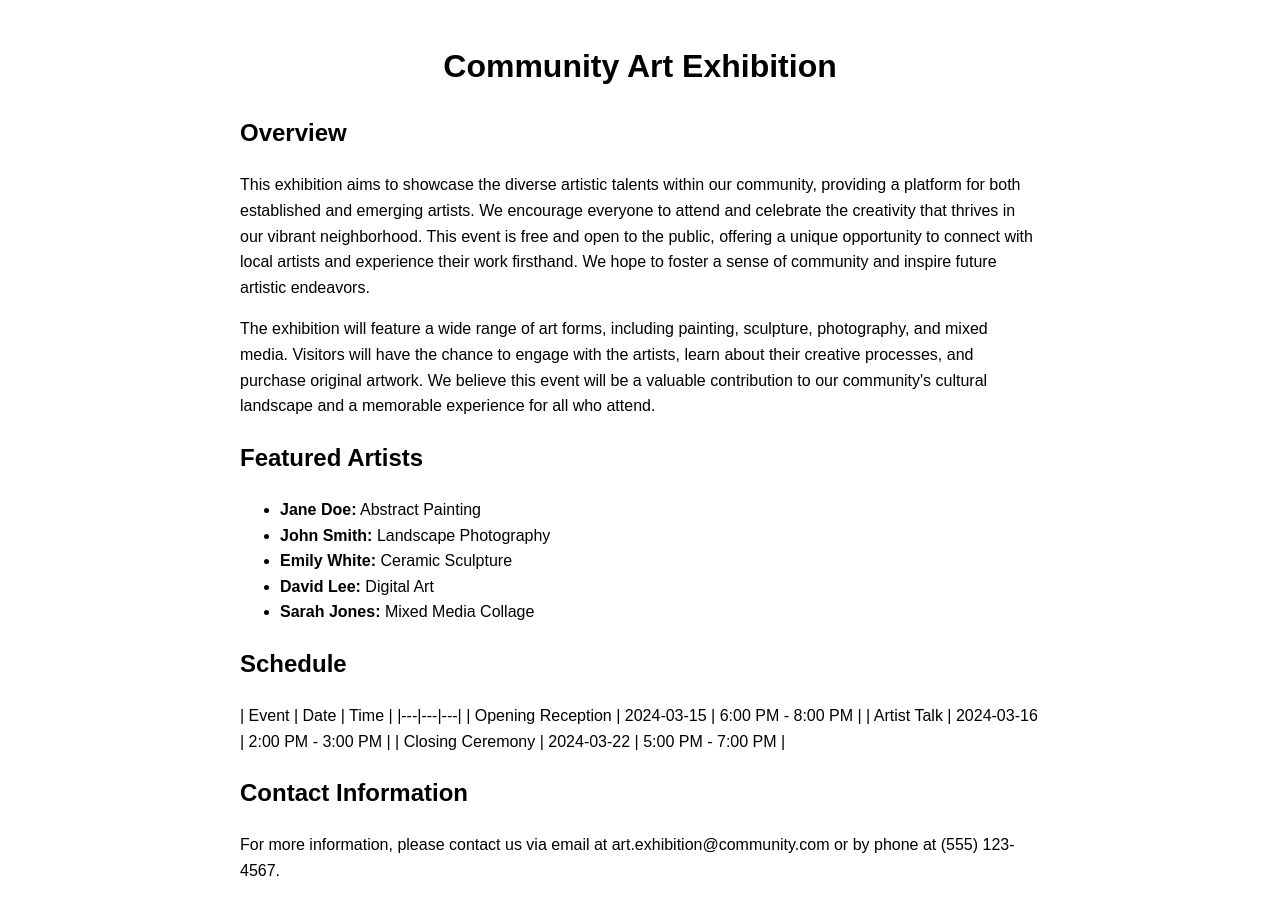 Community Art Exhibition
Overview
This exhibition aims to showcase the diverse artistic talents within our community, providing a platform for both
established and emerging artists. We encourage everyone to attend and celebrate the creativity that thrives in
our vibrant neighborhood. This event is free and open to the public, offering a unique opportunity to connect with
local artists and experience their work firsthand. We hope to foster a sense of community and inspire future
artistic endeavors.
The exhibition will feature a wide range of art forms, including painting, sculpture, photography, and mixed
media. Visitors will have the chance to engage with the artists, learn about their creative processes, and
purchase original artwork. We believe this event will be a valuable contribution to our community's cultural
landscape and a memorable experience for all who attend.
Featured Artists
• Jane Doe: Abstract Painting
• John Smith: Landscape Photography
• Emily White: Ceramic Sculpture
• David Lee: Digital Art
• Sarah Jones: Mixed Media Collage
Schedule
| Event | Date | Time | |---|---|---| | Opening Reception | 2024-03-15 | 6:00 PM - 8:00 PM | | Artist Talk | 2024-03-16
| 2:00 PM - 3:00 PM | | Closing Ceremony | 2024-03-22 | 5:00 PM - 7:00 PM |
Contact Information
For more information, please contact us via email at art.exhibition@community.com or by phone at (555) 123-
4567.